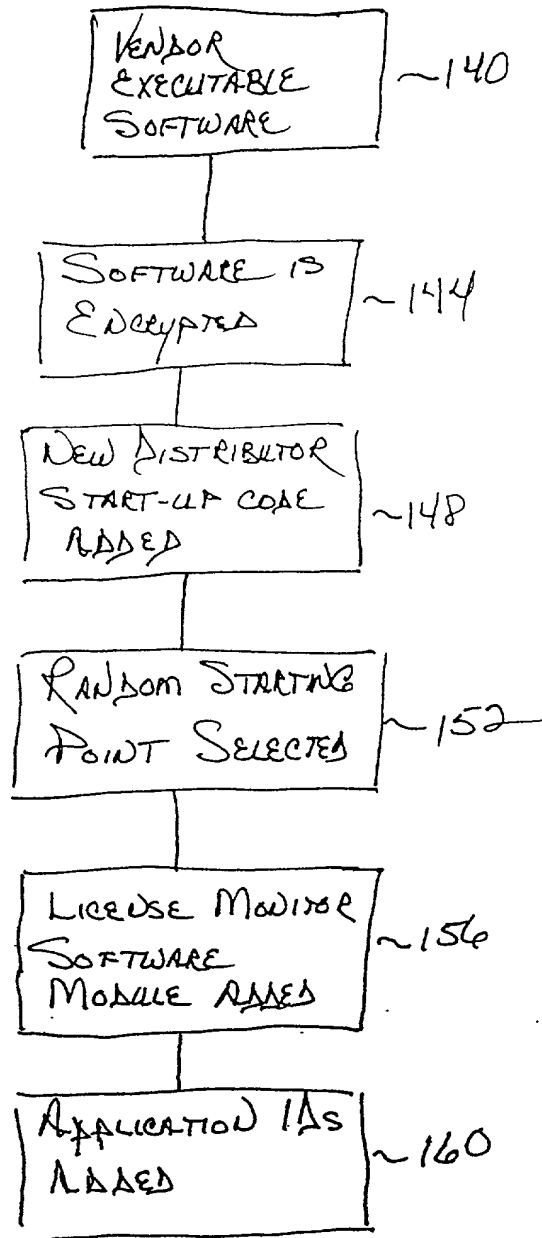 VENDOR
EXECUTABLE
SOFTWARE
~140
SOFTWARE IS
ENCRYPTED
~144
NEW DISTRIBUTOR
START-UP CODE
ADDED
~148
RANDOM STARTING
POINT SELECTED
~152
LICENSE MONITOR
SOFTWARE
MODULE ADDED
~156
APPLICATION IDs
ADDED
~160